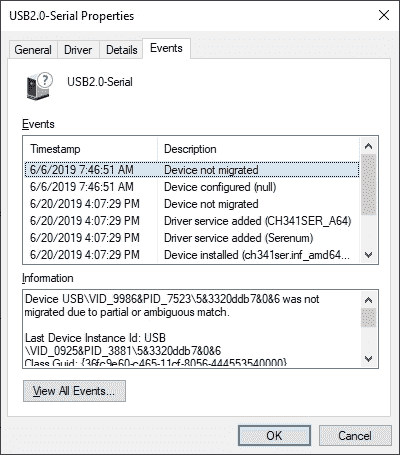 USB2.0-Serial Properties
General Driver Details Events
USB2.0-Serial
Events
Timestamp Description
6/6/2019 7:46:51 AM Device not migrated
6/6/2019 7:46:51 AM Device configured (null)
6/20/2019 4:07:29 PM Device not migrated
6/20/2019 4:07:29 PM Driver service added (CH341SER_A64)
6/20/2019 4:07:29 PM Driver service added (Serenum)
6/20/2019 4:07:29 PM Device installed (ch341ser.inf_amd64...
Information
Device USB\VID_9986&PID_7523\5&3320ddb7&0&6 was not
migrated due to partial or ambiguous match.
Last Device Instance Id: USB
\VID_0925&PID_3881\5&3320ddb7&0&6
Class Guid: {36fc9e60-c465-11cf-8056-444553540000}
View All Events...
OK Cancel